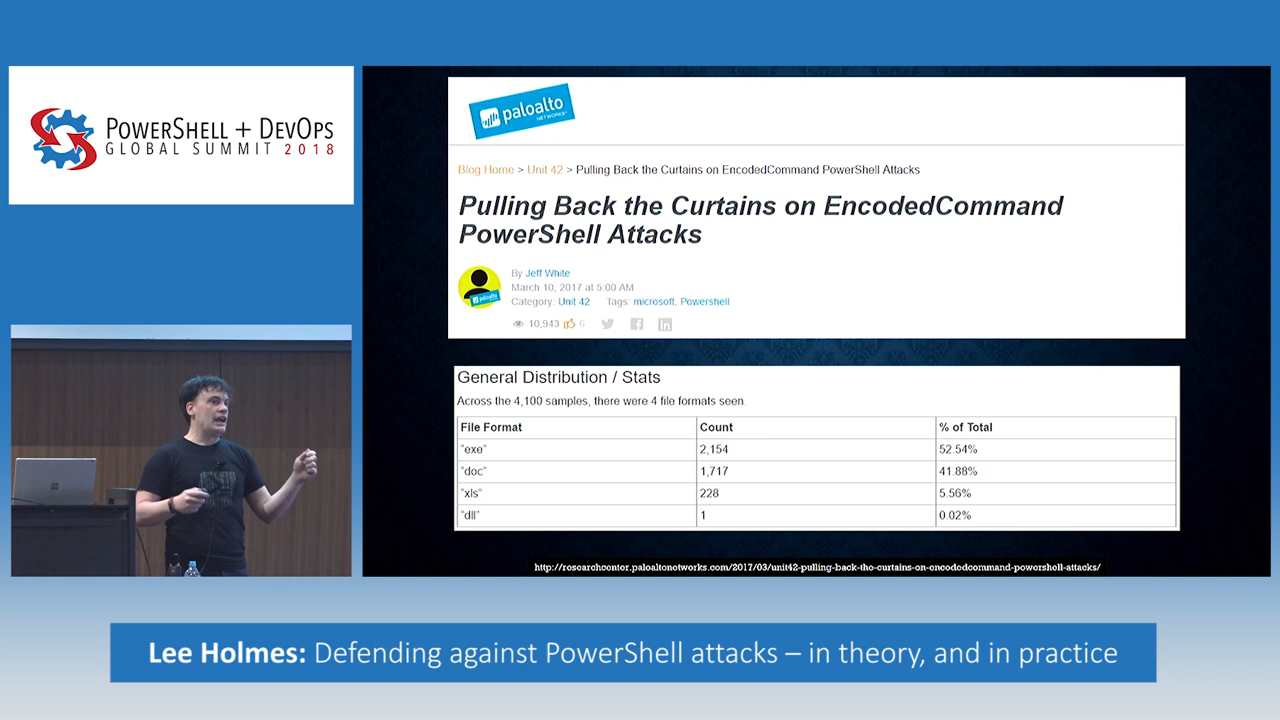 POWERSHELL + DEVOPS
GLOBAL SUMMIT 2018
paloalto
NETWORKS
Blog Home > Unit 42 > Pulling Back the Curtains on EncodedCommand PowerShell Attacks
Pulling Back the Curtains on EncodedCommand
PowerShell Attacks
By Jeff White
March 10, 2017 at 5:00 AM
Category: Unit 42 Tags: microsoft, Powershell
10,943 6
General Distribution / Stats
Across the 4,100 samples, there were 4 file formats seen.
File Format Count % of Total
"exe" 2,154 52.54%
"doc" 1,717 41.88%
"xls" 228 5.56%
"dll" 1 0.02%
http://researchcenter.paloaltonetworks.com/2017/03/unit42-pulling-back-the-curtains-on-encodedcommand-powershell-attacks/
Lee Holmes: Defending against PowerShell attacks – in theory, and in practice